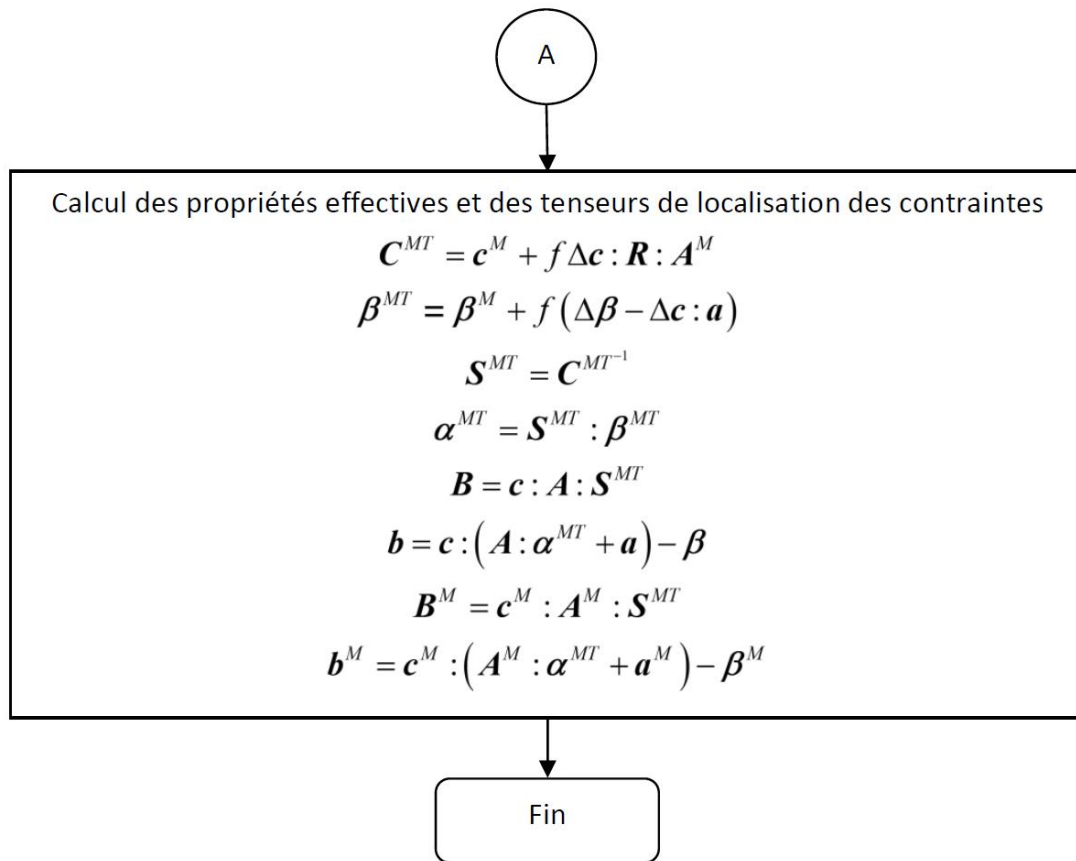 A
Calcul des propriétés effectives et des tenseurs de localisation des contraintes
C^{MT} = c^{M} + f Δc : R : A^{M}
β^{MT} = β^{M} + f (Δβ − Δc : a)
S^{MT} = C^{MT^{-1}}
α^{MT} = S^{MT} : β^{MT}
B = c : A : S^{MT}
b = c : (A : α^{MT} + a) − β
B^{M} = c^{M} : A^{M} : S^{MT}
b^{M} = c^{M} : (A^{M} : α^{MT} + a^{M}) − β^{M}
Fin